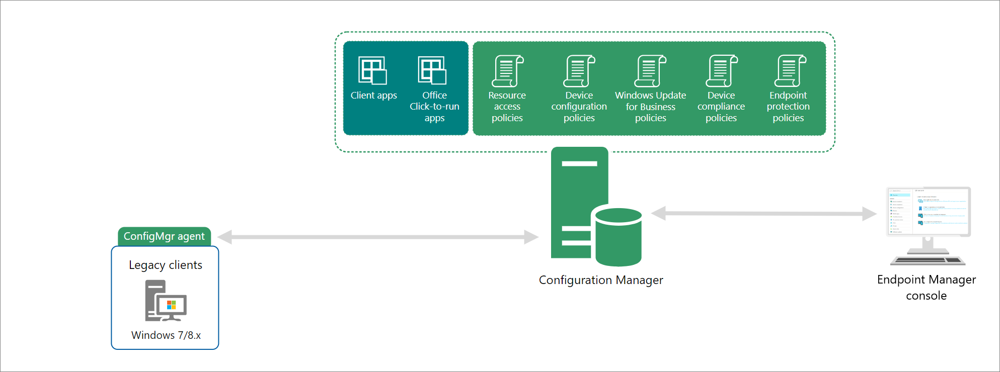 Client apps
Office
Click-to-run
apps
Resource
access
policies
Device
configuration
policies
Windows Update
for Business
policies
Device
compliance
policies
Endpoint
protection
policies
ConfigMgr agent
Legacy clients
Windows 7/8.x
Configuration Manager
Endpoint Manager
console